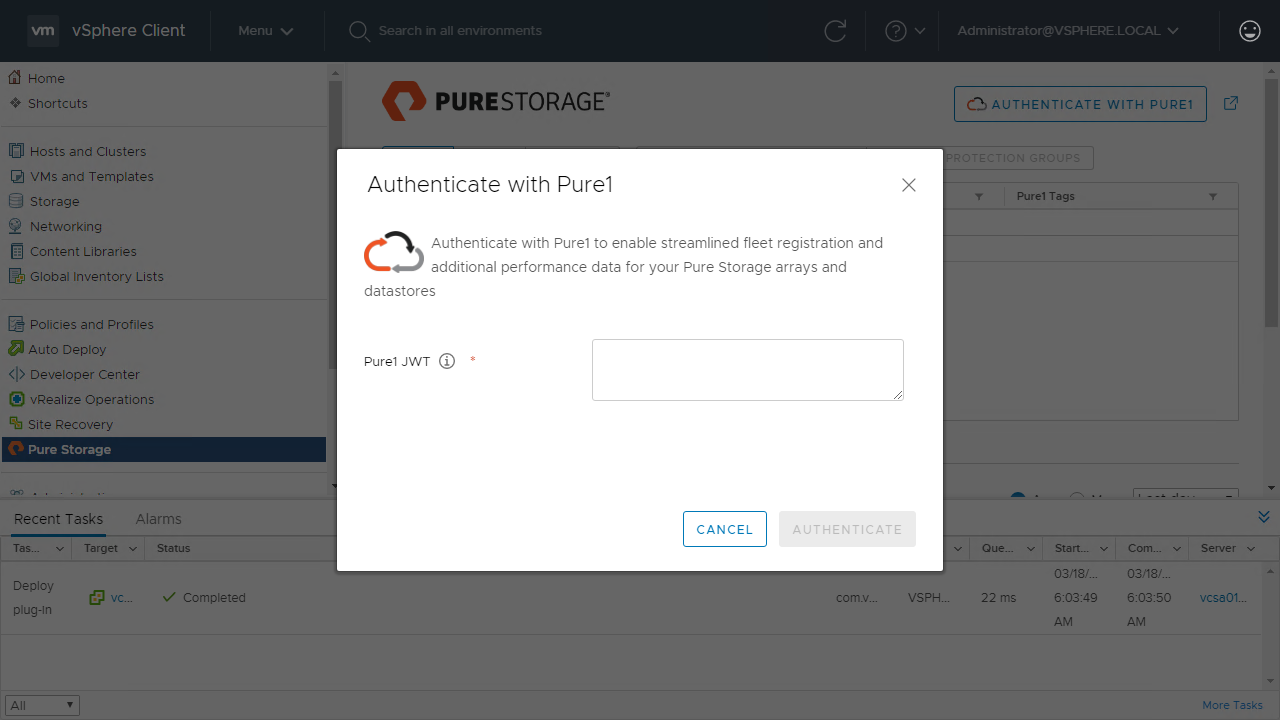 vm vSphere Client Menu Search in all environments Administrator@VSPHERE.LOCAL
Home
Shortcuts
Hosts and Clusters
VMs and Templates
Storage
Networking
Content Libraries
Global Inventory Lists
Policies and Profiles
Auto Deploy
Developer Center
vRealize Operations
Site Recovery
Pure Storage
PURESTORAGE®
AUTHENTICATE WITH PURE1
PROTECTION GROUPS
Pure1 Tags
Authenticate with Pure1
Authenticate with Pure1 to enable streamlined fleet registration and
additional performance data for your Pure Storage arrays and
datastores
Pure1 JWT *
CANCEL AUTHENTICATE
Recent Tasks Alarms
Tas... Target Status Que... Start... Com... Server
Deploy
plug-in
vc...
Completed
com.v...
VSPH...
22 ms
03/18/...
6:03:49
AM
03/18/...
6:03:50
AM
vcsa01...
All
More Tasks